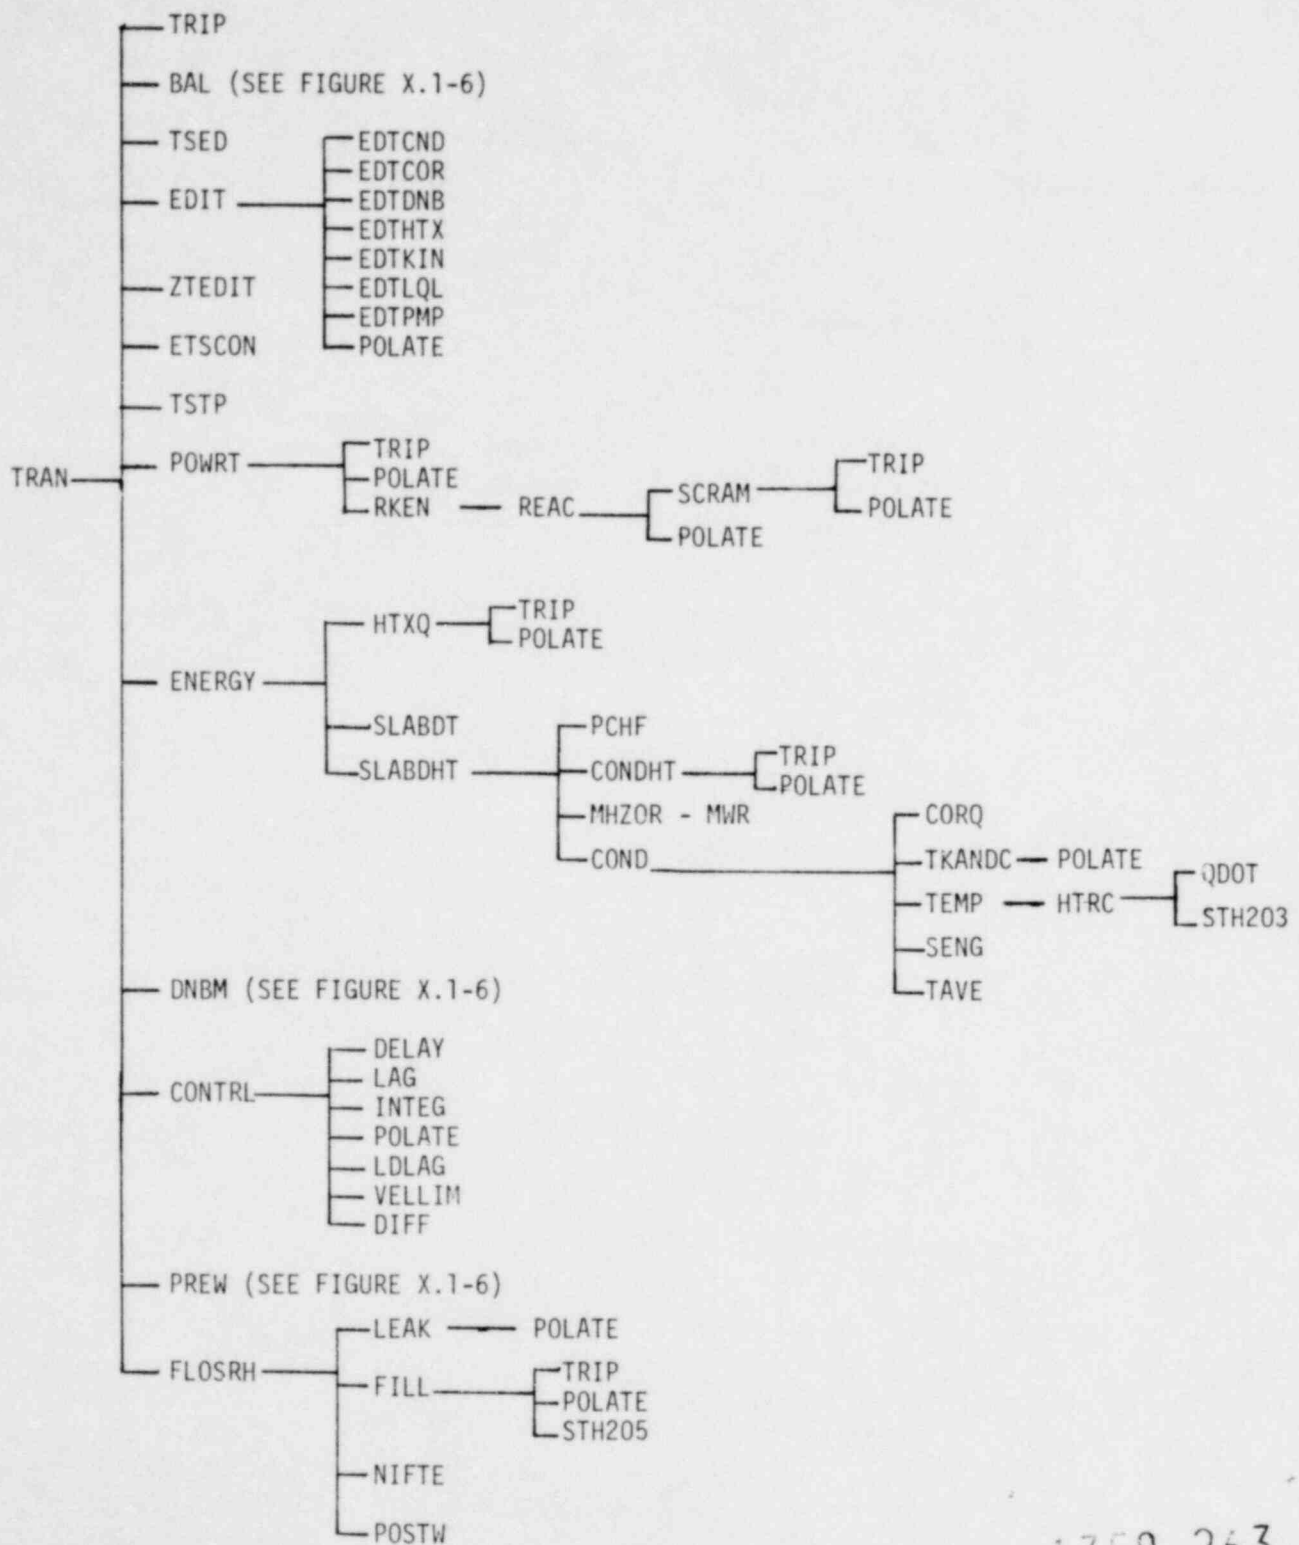 TRIP
BAL (SEE FIGURE X.1-6)
TSED
EDTCND
EDTCOR
EDIT
EDTDNB
EDTHTX
EDTKIN
ZTEDIT
EDTLQL
EDTPMP
ETSCON
POLATE
TSTP
TRAN
POWRT
TRIP
POLATE
RKEN
REAC
SCRAM
POLATE
TRIP
POLATE
ENERGY
HTXQ
TRIP
POLATE
SLABDT
SLABDHT
PCHF
CONDHT
TRIP
POLATE
MHZOR - MWR
COND
CORQ
TKANDC
POLATE
TEMP
HTRC
QDOT
STH203
SENG
TAVE
DNBM (SEE FIGURE X.1-6)
CONTRL
DELAY
LAG
INTEG
POLATE
LDLAG
VELLIM
DIFF
PREW (SEE FIGURE X.1-6)
FLOSRH
LEAK
POLATE
FILL
TRIP
POLATE
STH205
NIFTE
POSTW